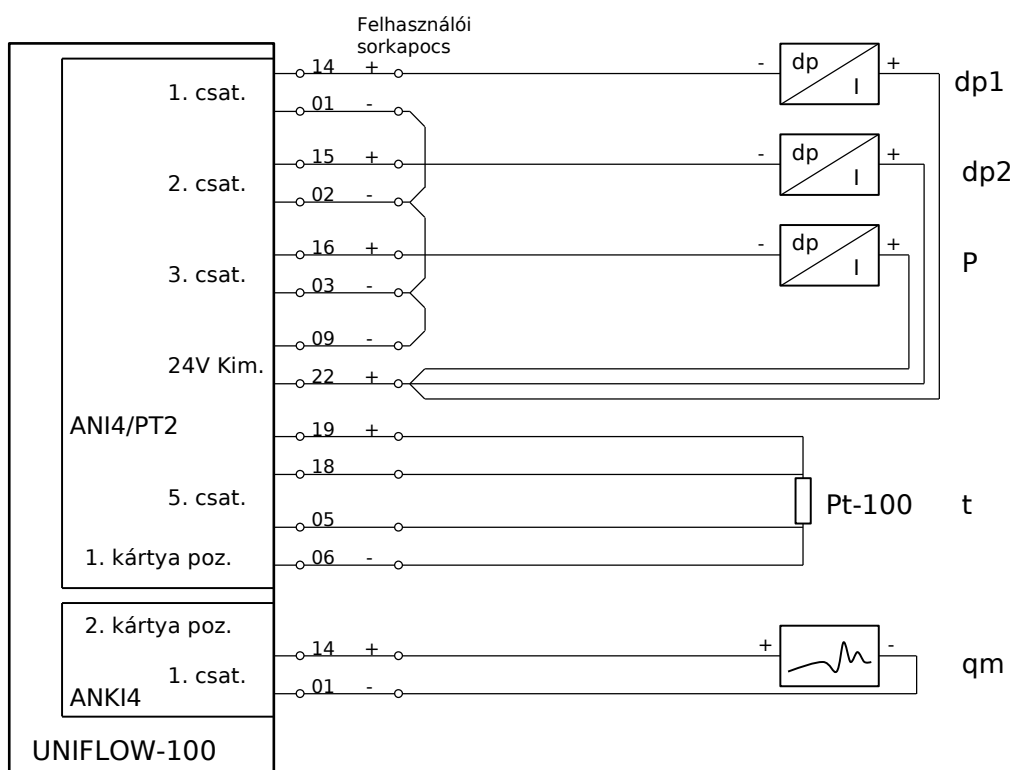 Felhasználói
sorkapocs
14 + - dp I + dp1
1. csat.
01 -
15 + - dp I + dp2
2. csat.
02 -
16 + - dp I + P
3. csat.
03 -
09 -
24V Kim.
22 +
ANI4/PT2
19 +
18
5. csat. Pt-100 t
05
1. kártya poz.
06 -
2. kártya poz.
14 + + - qm
1. csat.
01 -
ANKI4
UNIFLOW-100